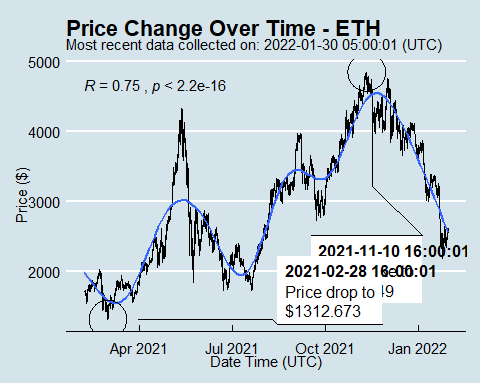 Price Change Over Time - ETH
Most recent data collected on: 2022-01-30 05:00:01 (UTC)
R = 0.75 , p < 2.2e-16
Price ($)
5000
4000
3000
2000
2021-11-10 16:00:01
2021-02-28 16:00:01
Price drop to
49
$1312.673
Apr 2021
Jul 2021
Oct 2021
Jan 2022
Date Time (UTC)